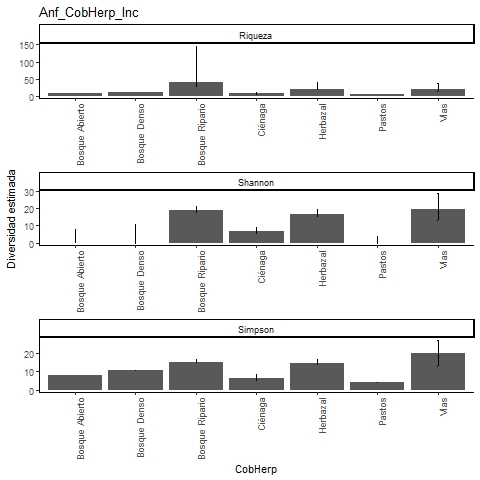 Anf_CobHerp_Inc
Riqueza
150
100
50
0
Bosque Abierto
Bosque Denso
Bosque Ripario
Ciénaga
Herbazal
Pastos
Vías
Diversidad estimada
Shannon
30
20
10
0
Bosque Abierto
Bosque Denso
Bosque Ripario
Ciénaga
Herbazal
Pastos
Vías
Simpson
20
10
0
Bosque Abierto
Bosque Denso
Bosque Ripario
Ciénaga
Herbazal
Pastos
Vías
CobHerp